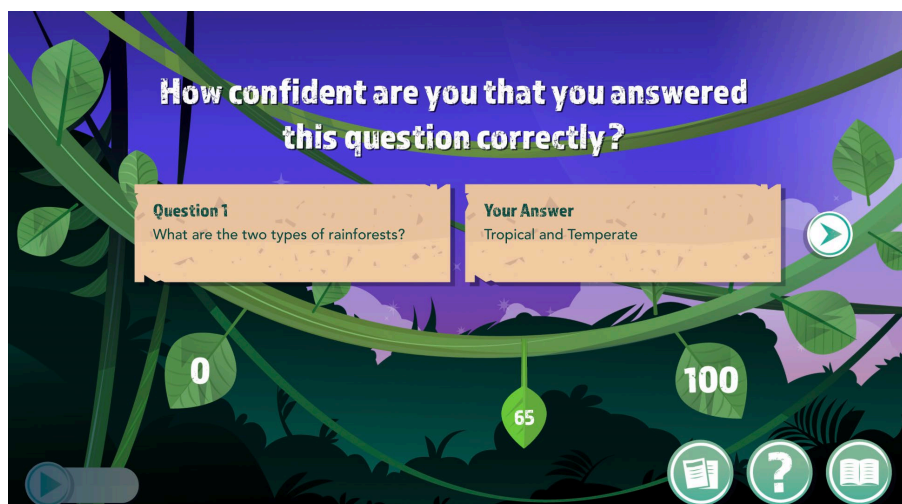 How confident are you that you answered
this question correctly?
Question 1
What are the two types of rainforests?
Your Answer
Tropical and Temperate
0
65
100
?